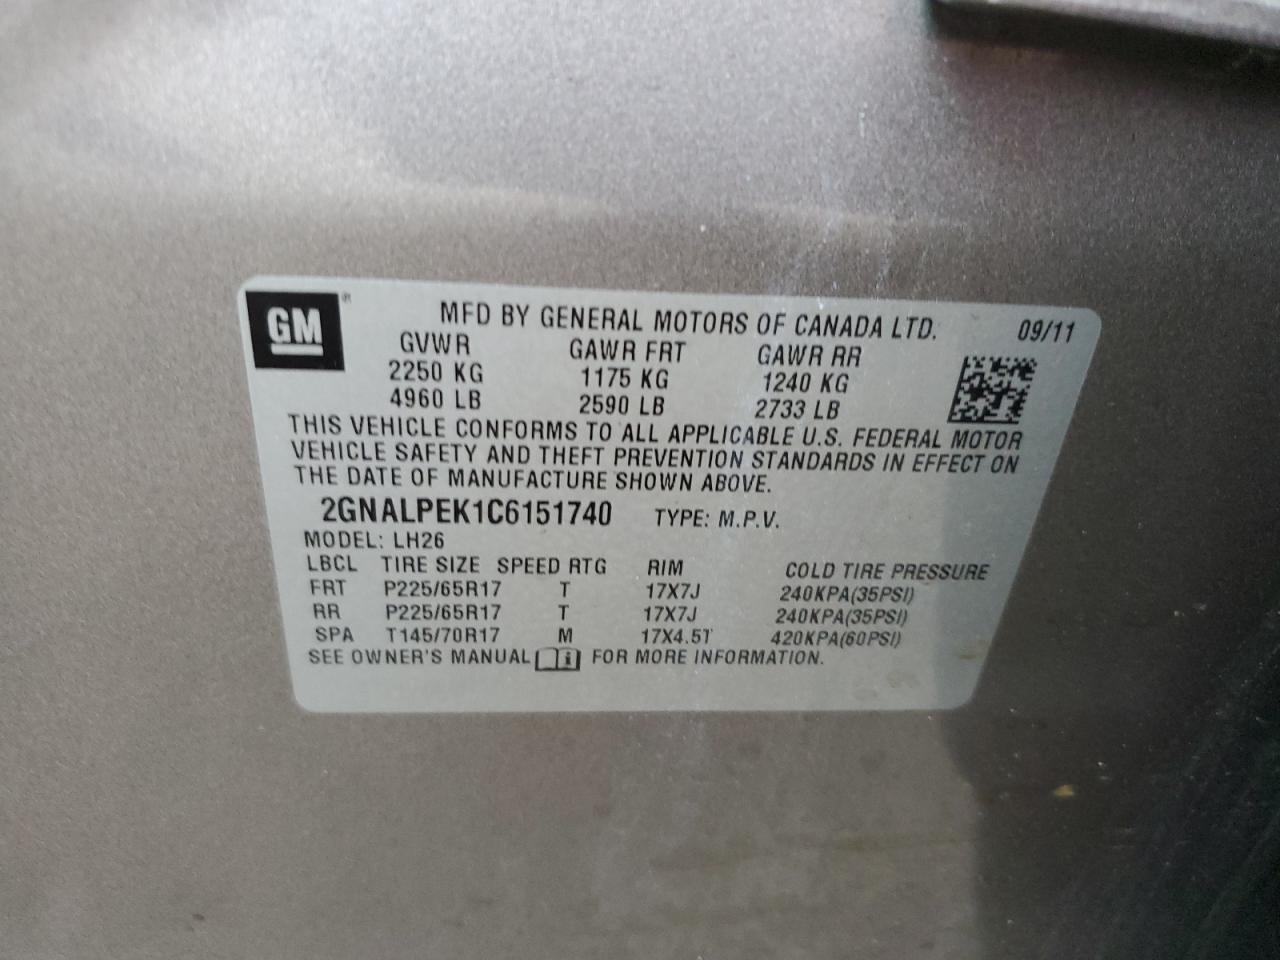 GM®
MFD BY GENERAL MOTORS OF CANADA LTD. 09/11
GVWR GAWR FRT GAWR RR
2250 KG 1175 KG 1240 KG
4960 LB 2590 LB 2733 LB
THIS VEHICLE CONFORMS TO ALL APPLICABLE U.S. FEDERAL MOTOR
VEHICLE SAFETY AND THEFT PREVENTION STANDARDS IN EFFECT ON
THE DATE OF MANUFACTURE SHOWN ABOVE.
2GNALPEK1C6151740 TYPE: M.P.V.
MODEL: LH26
LBCL TIRE SIZE SPEED RTG RIM COLD TIRE PRESSURE
FRT P225/65R17 T 17X7J 240KPA(35PSI)
RR P225/65R17 T 17X7J 240KPA(35PSI)
SPA T145/70R17 M 17X4.5T 420KPA(60PSI)
SEE OWNER'S MANUAL i FOR MORE INFORMATION.